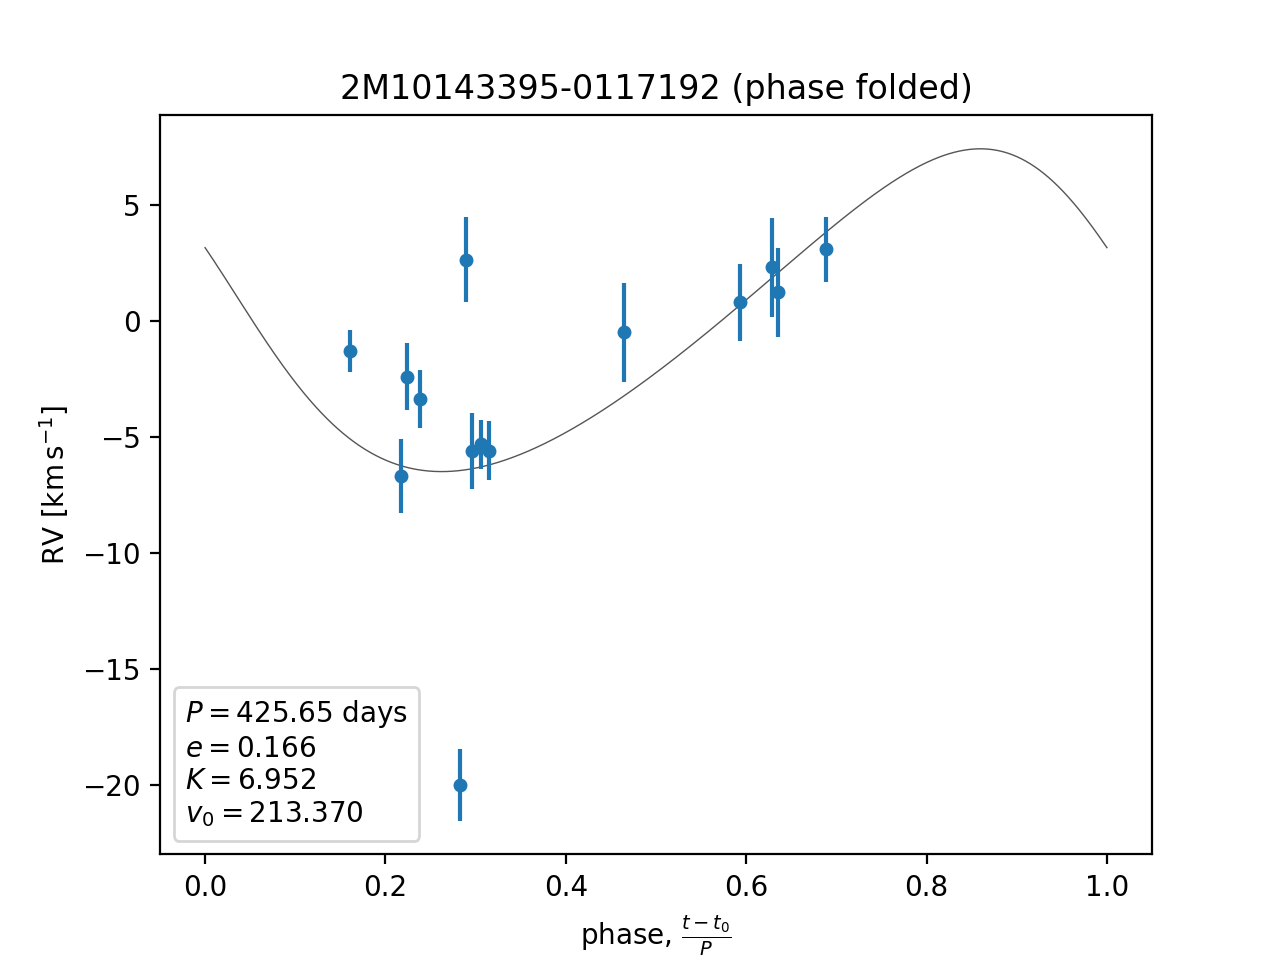 2M10143395-0117192 (phase folded)
RV [km s⁻¹]
5
0
−5
−10
−15
−20
P = 425.65 days
e = 0.166
K = 6.952
v₀ = 213.370
0.0 0.2 0.4 0.6 0.8 1.0
phase, (t − t₀)/P